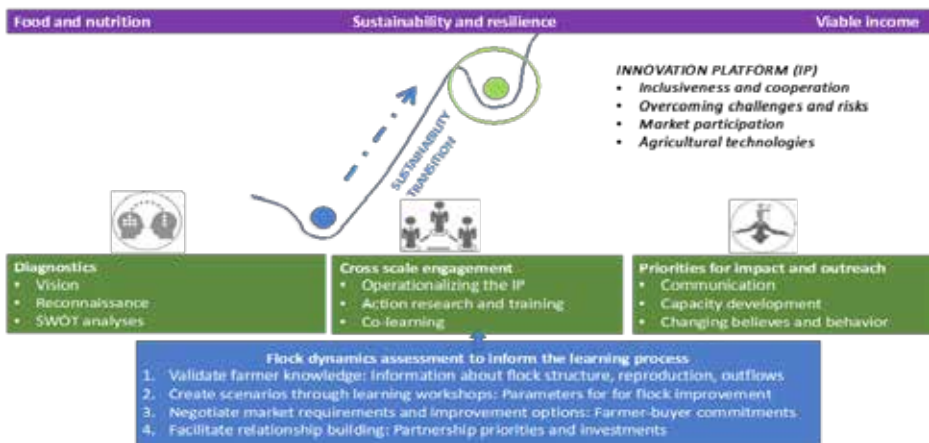 Food and nutrition Sustainability and resilience Viable income
INNOVATION PLATFORM (IP)
• Inclusiveness and cooperation
• Overcoming challenges and risks
• Market participation
• Agricultural technologies
SUSTAINABILITY
TRANSITION
Diagnostics
• Vision
• Reconnaissance
• SWOT analyses
Cross scale engagement
• Operationalizing the IP
• Action research and training
• Co-learning
Priorities for impact and outreach
• Communication
• Capacity development
• Changing believes and behavior
Flock dynamics assessment to inform the learning process
1. Validate farmer knowledge: Information about flock structure, reproduction, outflows
2. Create scenarios through learning workshops: Parameters for for flock improvement
3. Negotiate market requirements and improvement options: Farmer-buyer commitments
4. Facilitate relationship building: Partnership priorities and investments